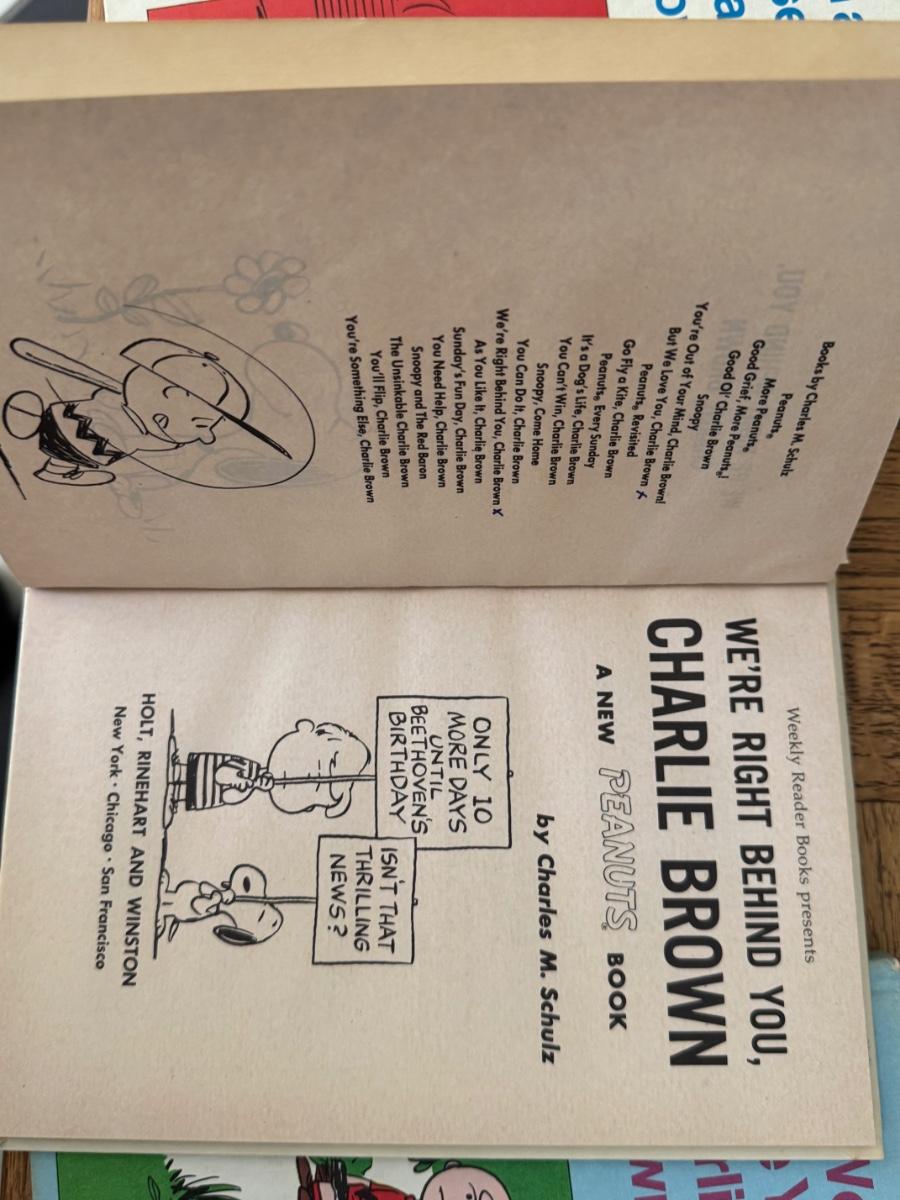 Books by Charles M. Schulz
Peanuts®
More Peanuts®
Good Grief, More Peanuts®!
Good Ol' Charlie Brown
Snoopy
You're Out of Your Mind, Charlie Brown!
But We Love You, Charlie Brown x
Peanuts® Revisited
Go Fly a Kite, Charlie Brown
Peanuts® Every Sunday
It's a Dog's Life, Charlie Brown
You Can't Win, Charlie Brown
Snoopy, Come Home
You Can Do It, Charlie Brown
We're Right Behind You, Charlie Brown x
As You Like It, Charlie Brown
Sunday's Fun Day, Charlie Brown
You Need Help, Charlie Brown
Snoopy and The Red Baron
The Unsinkable Charlie Brown
You'll Flip, Charlie Brown
You're Something Else, Charlie Brown
Weekly Reader Books presents
WE'RE RIGHT BEHIND YOU,
CHARLIE BROWN
A NEW PEANUTS® BOOK
by Charles M. Schulz
ONLY 10
MORE DAYS
UNTIL
BEETHOVEN'S
BIRTHDAY
ISN'T THAT
THRILLING
NEWS?
HOLT, RINEHART AND WINSTON
New York · Chicago · San Francisco